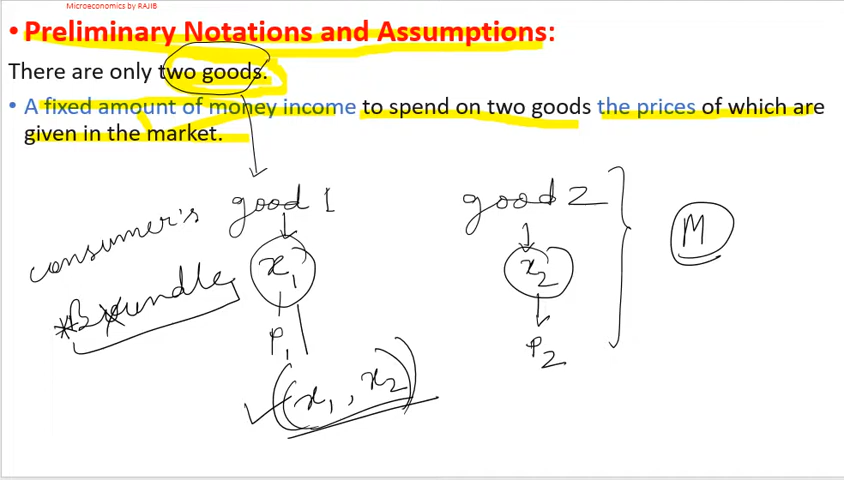 Microeconomics by RAJIB
• Preliminary Notations and Assumptions:
There are only two goods.
• A fixed amount of money income to spend on two goods the prices of which are
given in the market.
good 1
good 2
consumer's
x₁
x₂
M
*Bundle
P₁
P₂
(x₁, x₂)